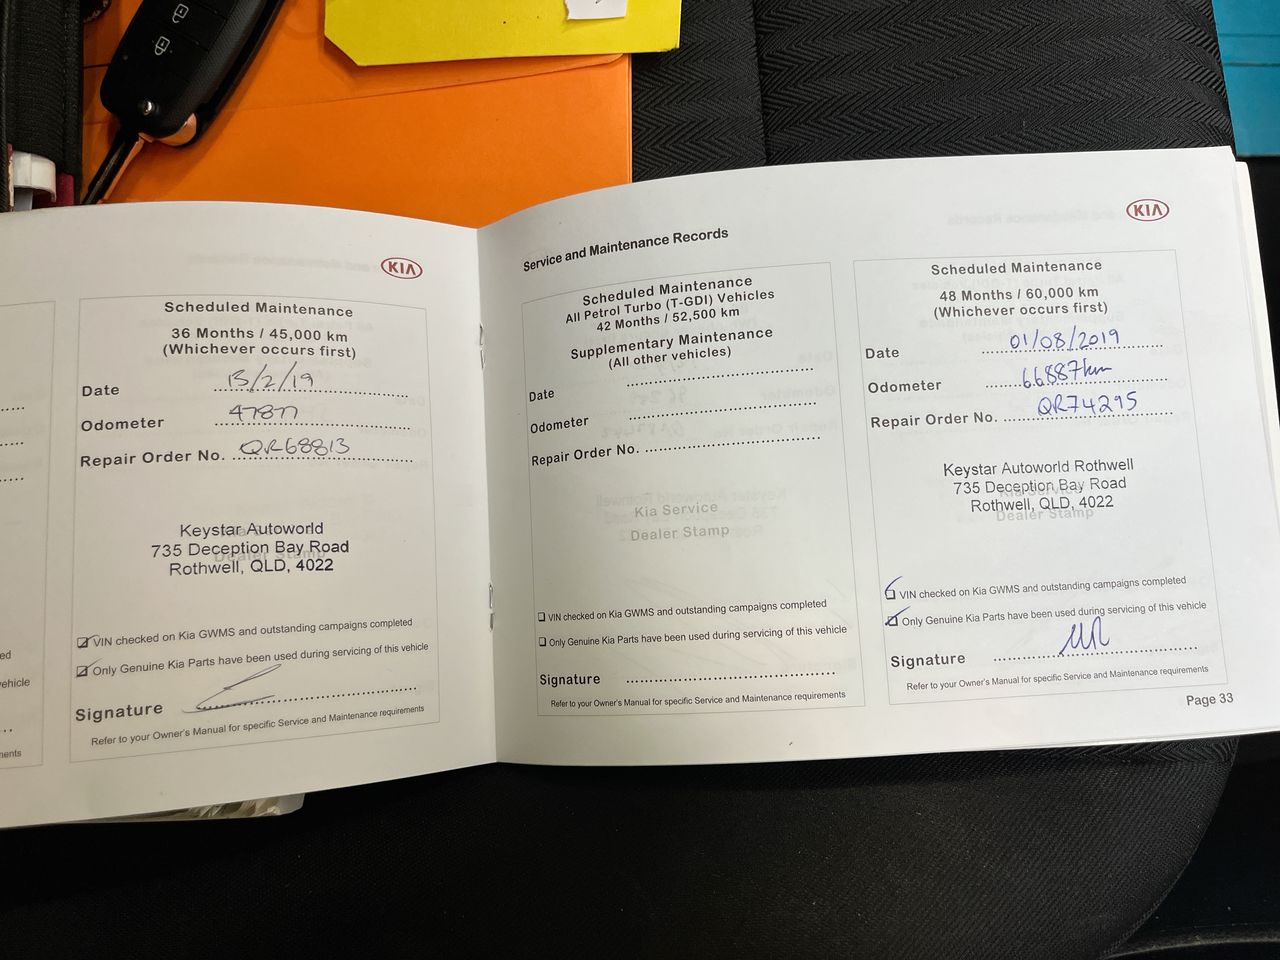 KIA
Scheduled Maintenance
36 Months / 45,000 km
(Whichever occurs first)
Date 13/2/19
Odometer 47877
Repair Order No. QR68813
Keystar Autoworld
735 Deception Bay Road
Rothwell, QLD, 4022
Dealer Stamp
VIN checked on Kia GWMS and outstanding campaigns completed
Only Genuine Kia Parts have been used during servicing of this vehicle
Signature
Refer to your Owner's Manual for specific Service and Maintenance requirements
Service and Maintenance Records
Scheduled Maintenance
All Petrol Turbo (T-GDI) Vehicles
42 Months / 52,500 km
Supplementary Maintenance
(All other vehicles)
Date
Odometer
Repair Order No.
Kia Service
Dealer Stamp
VIN checked on Kia GWMS and outstanding campaigns completed
Only Genuine Kia Parts have been used during servicing of this vehicle
Signature
Refer to your Owner's Manual for specific Service and Maintenance requirements
KIA
Scheduled Maintenance
48 Months / 60,000 km
(Whichever occurs first)
Date 01/08/2019
Odometer 66887km
Repair Order No. QR74295
Keystar Autoworld Rothwell
735 Deception Bay Road
Kia Service
Rothwell, QLD, 4022
Dealer Stamp
VIN checked on Kia GWMS and outstanding campaigns completed
Only Genuine Kia Parts have been used during servicing of this vehicle
Signature
Refer to your Owner's Manual for specific Service and Maintenance requirements
Page 33